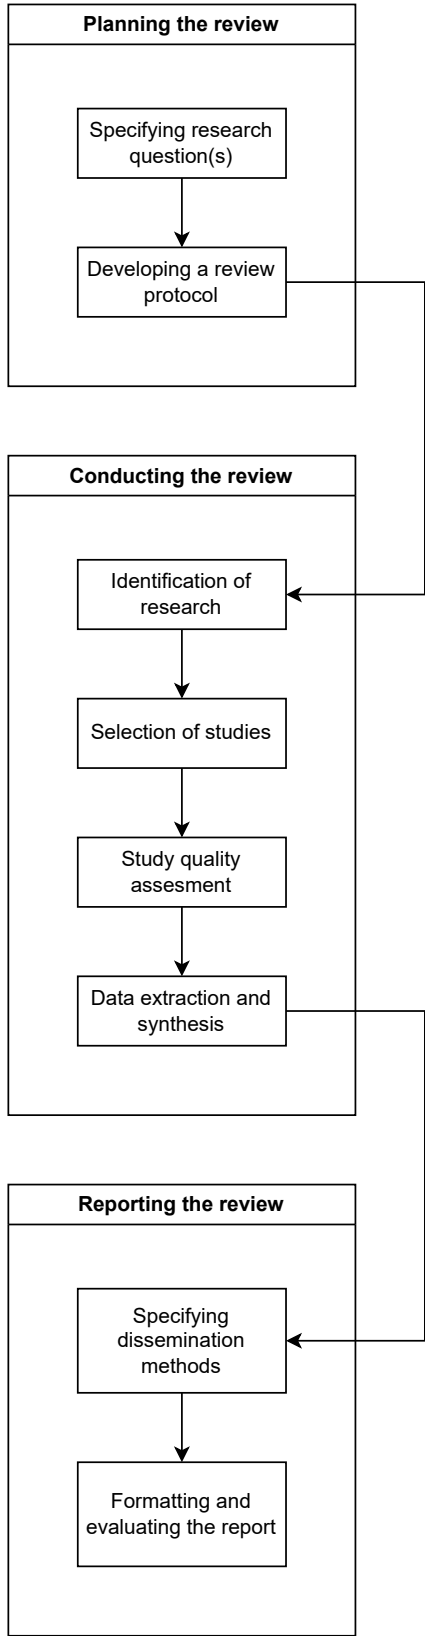 Planning the review
Specifying research
question(s)
Developing a review
protocol
Conducting the review
Identification of
research
Selection of studies
Study quality
assesment
Data extraction and
synthesis
Reporting the review
Specifying
dissemination
methods
Formatting and
evaluating the report